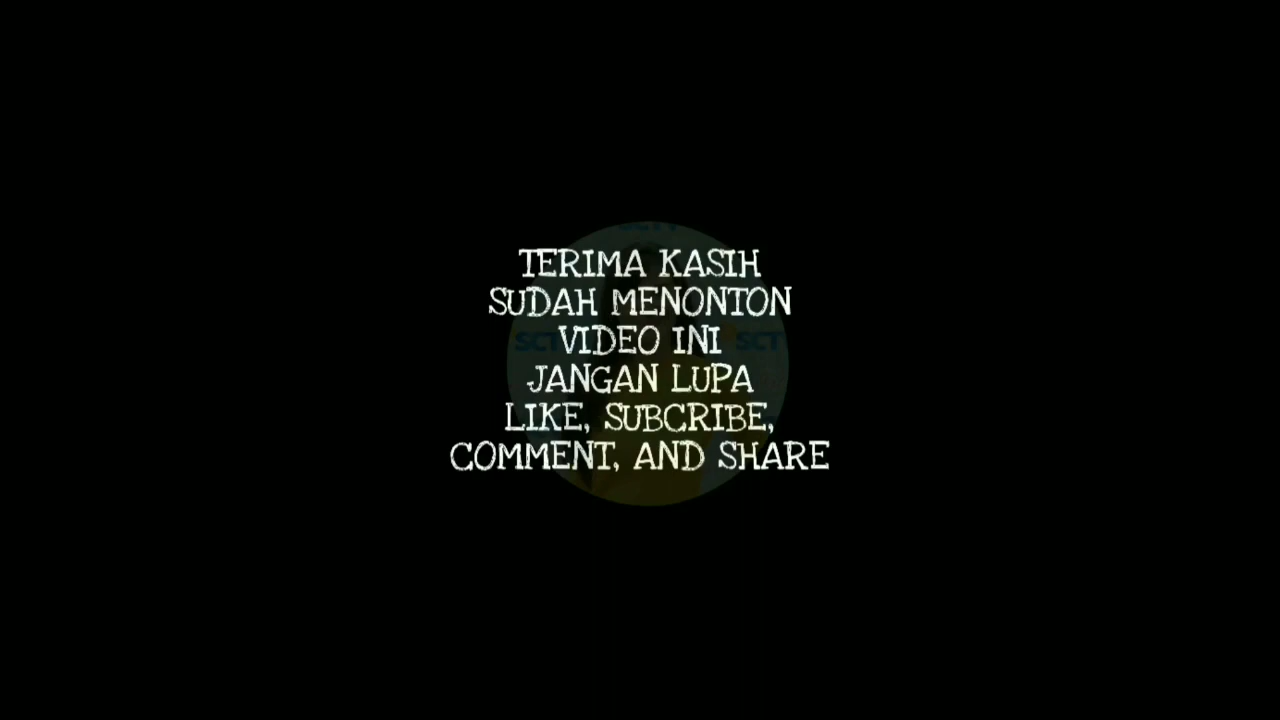 TERIMA KASIH
SUDAH MENONTON
VIDEO INI
JANGAN LUPA
LIKE, SUBCRIBE,
COMMENT, AND SHARE